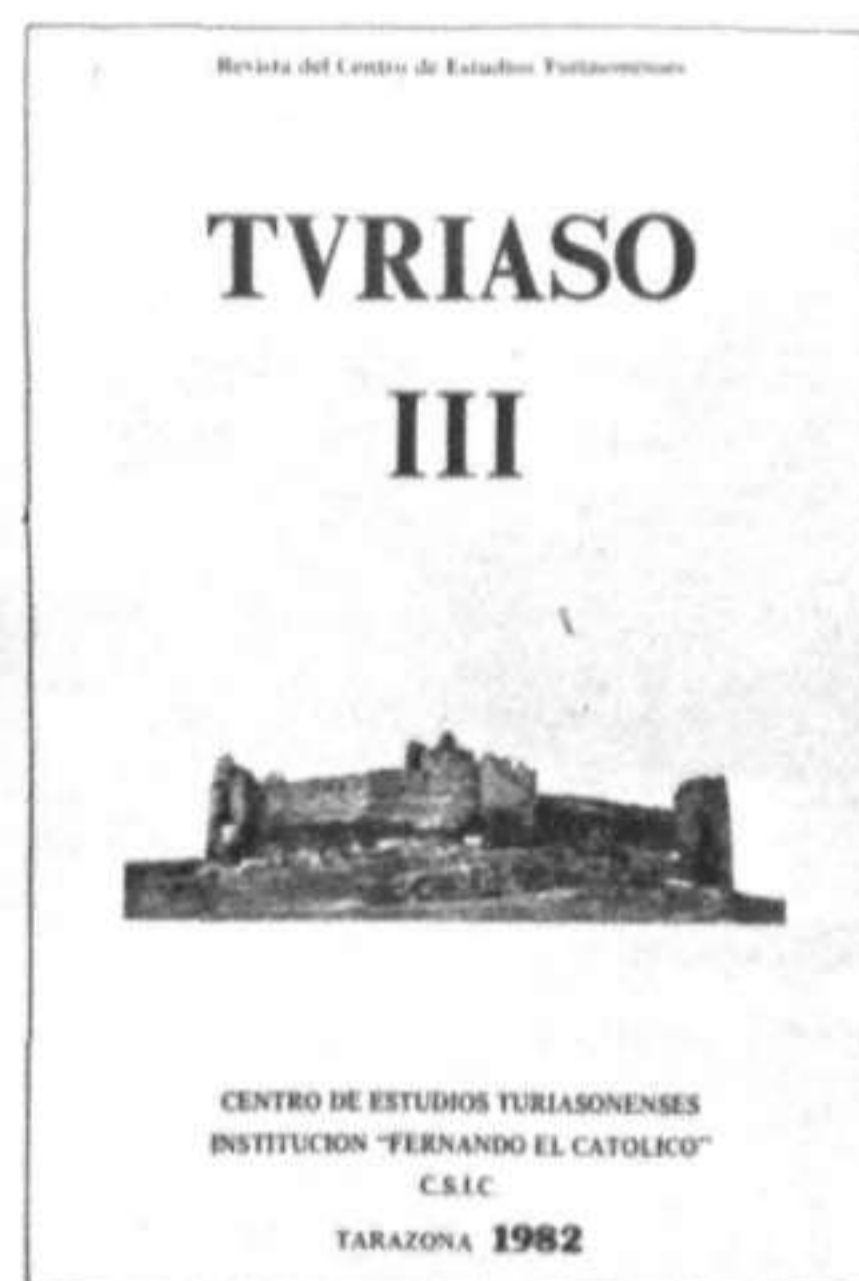 Revista del Centro de Estudios Turiasonenses
TVRIASO
III
CENTRO DE ESTUDIOS TURIASONENSES
INSTITUCION "FERNANDO EL CATOLICO"
C.S.I.C.
TARAZONA 1982